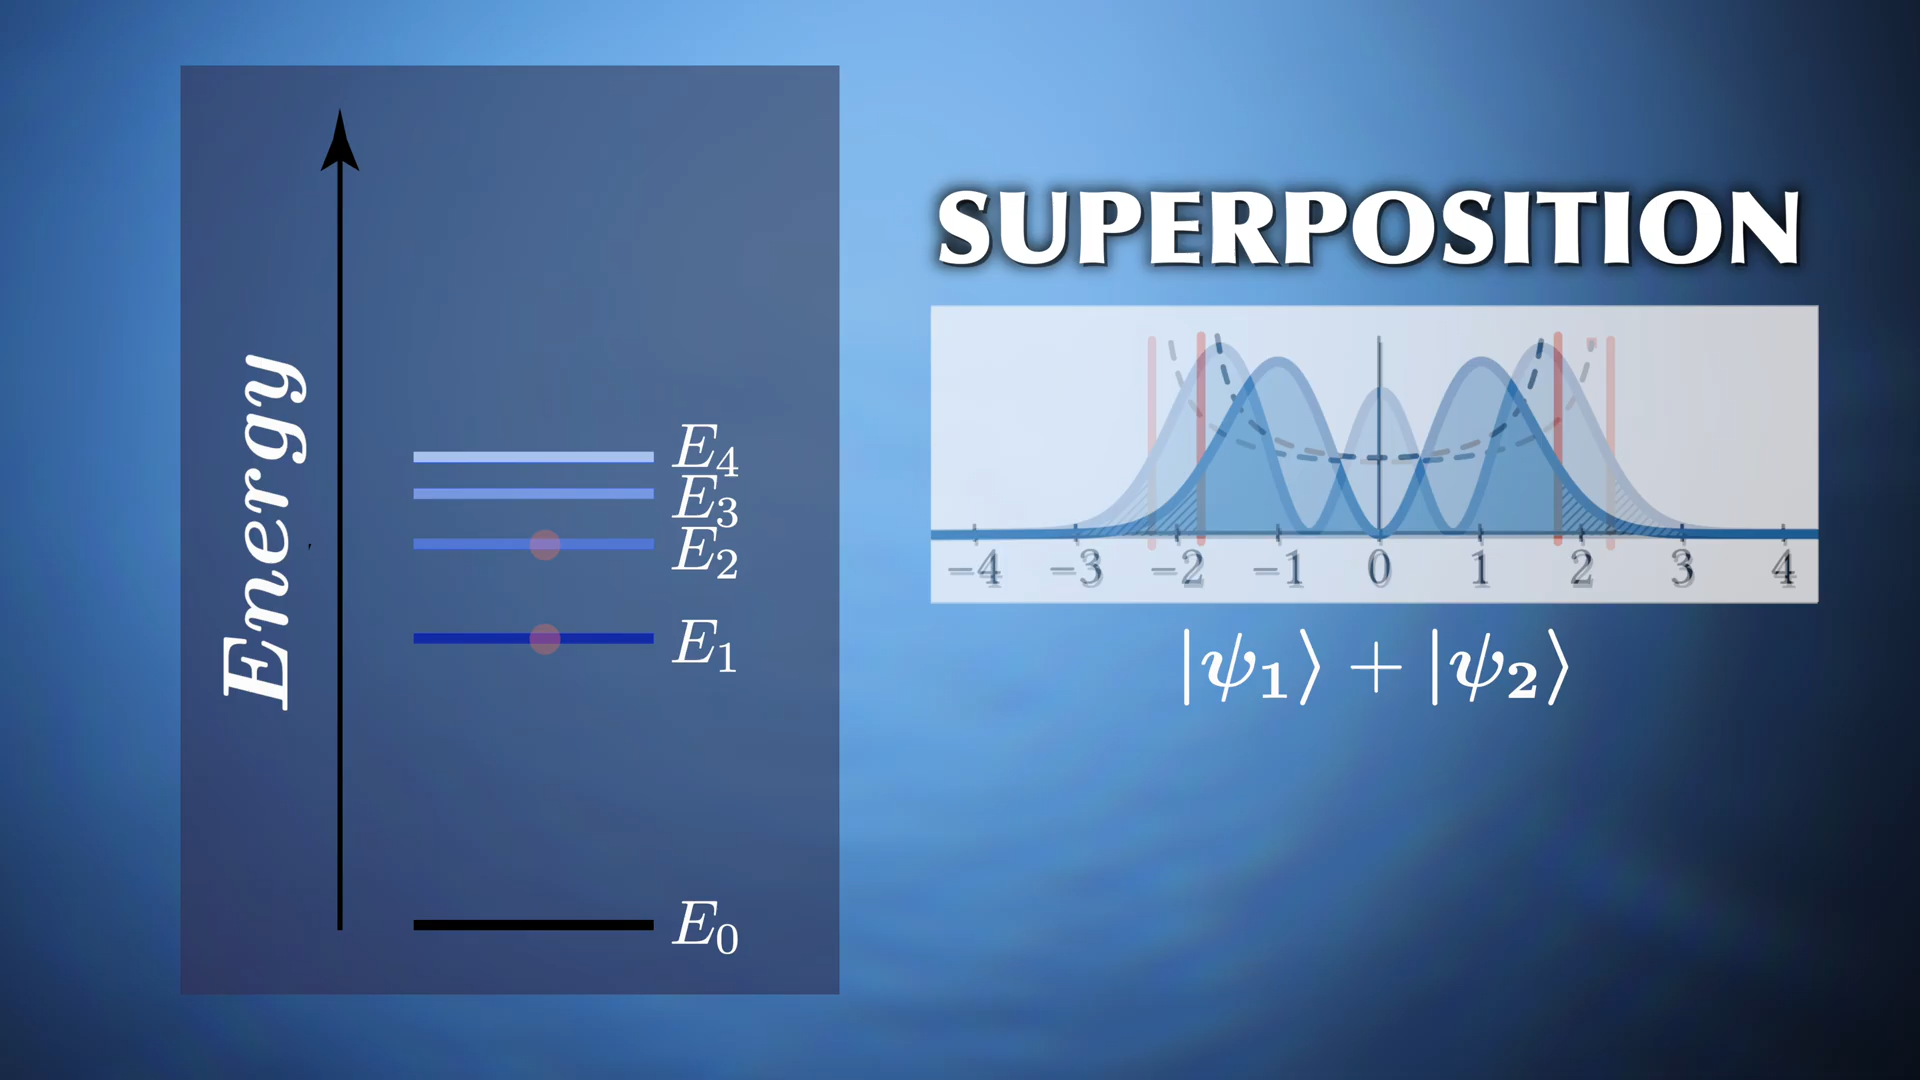 Energy
E4
E3
E2
E1
E0
SUPERPOSITION
−4 −3 −2 −1 0 1 2 3 4
|ψ1⟩ + |ψ2⟩